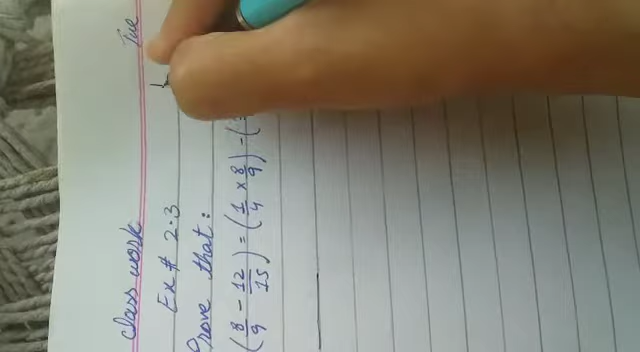 Class work Tue
Ex # 2.3
Prove that:
(8/9 - 12/15) = (1/4 × 8/9) - (